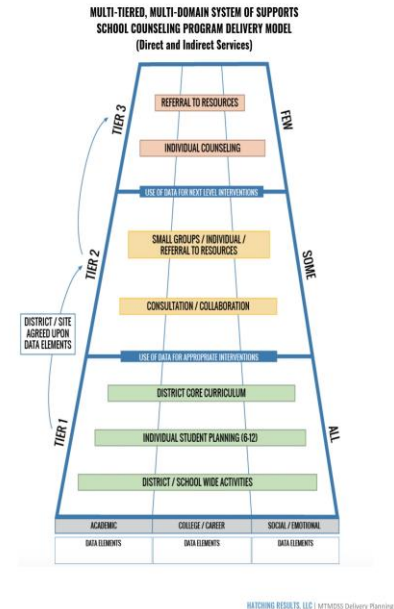 MULTI-TIERED, MULTI-DOMAIN SYSTEM OF SUPPORTS
SCHOOL COUNSELING PROGRAM DELIVERY MODEL
(Direct and Indirect Services)
TIER 3
FEW
REFERRAL TO RESOURCES
INDIVIDUAL COUNSELING
USE OF DATA FOR NEXT LEVEL INTERVENTIONS
TIER 2
SOME
SMALL GROUPS / INDIVIDUAL /
REFERRAL TO RESOURCES
CONSULTATION / COLLABORATION
DISTRICT / SITE
AGREED UPON
DATA ELEMENTS
USE OF DATA FOR APPROPRIATE INTERVENTIONS
TIER 1
ALL
DISTRICT CORE CURRICULUM
INDIVIDUAL STUDENT PLANNING (6-12)
DISTRICT / SCHOOL WIDE ACTIVITIES
ACADEMIC
COLLEGE / CAREER
SOCIAL / EMOTIONAL
DATA ELEMENTS
DATA ELEMENTS
DATA ELEMENTS
HATCHING RESULTS, LLC | MTMDSS Delivery Planning